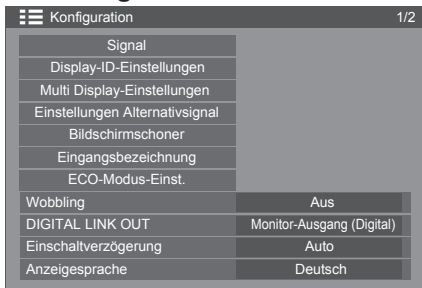 Konfiguration 1/2
Signal
Display-ID-Einstellungen
Multi Display-Einstellungen
Einstellungen Alternativsignal
Bildschirmschoner
Eingangsbezeichnung
ECO-Modus-Einst.
Wobbling Aus
DIGITAL LINK OUT Monitor-Ausgang (Digital)
Einschaltverzögerung Auto
Anzeigesprache Deutsch